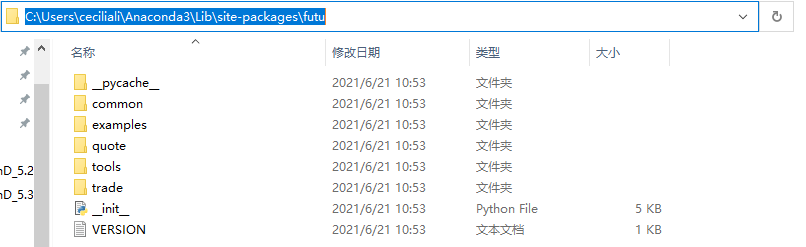 C:\Users\ceciliali\Anaconda3\Lib\site-packages\futu
名称 修改日期 类型 大小
__pycache__ 2021/6/21 10:53 文件夹
common 2021/6/21 10:53 文件夹
examples 2021/6/21 10:53 文件夹
quote 2021/6/21 10:53 文件夹
nD_5.2 tools 2021/6/21 10:53 文件夹
nD_5.3 trade 2021/6/21 10:53 文件夹
__init__ 2021/6/21 10:53 Python File 5 KB
VERSION 2021/6/21 10:53 文本文档 1 KB